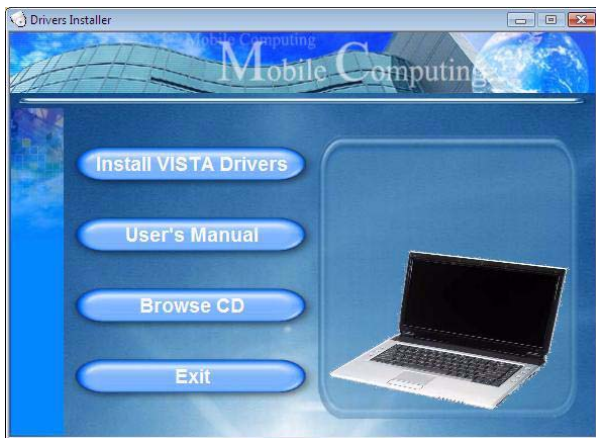 Drivers Installer
Mobile Computing
Mobile Computing
Install VISTA Drivers
User's Manual
Browse CD
Exit